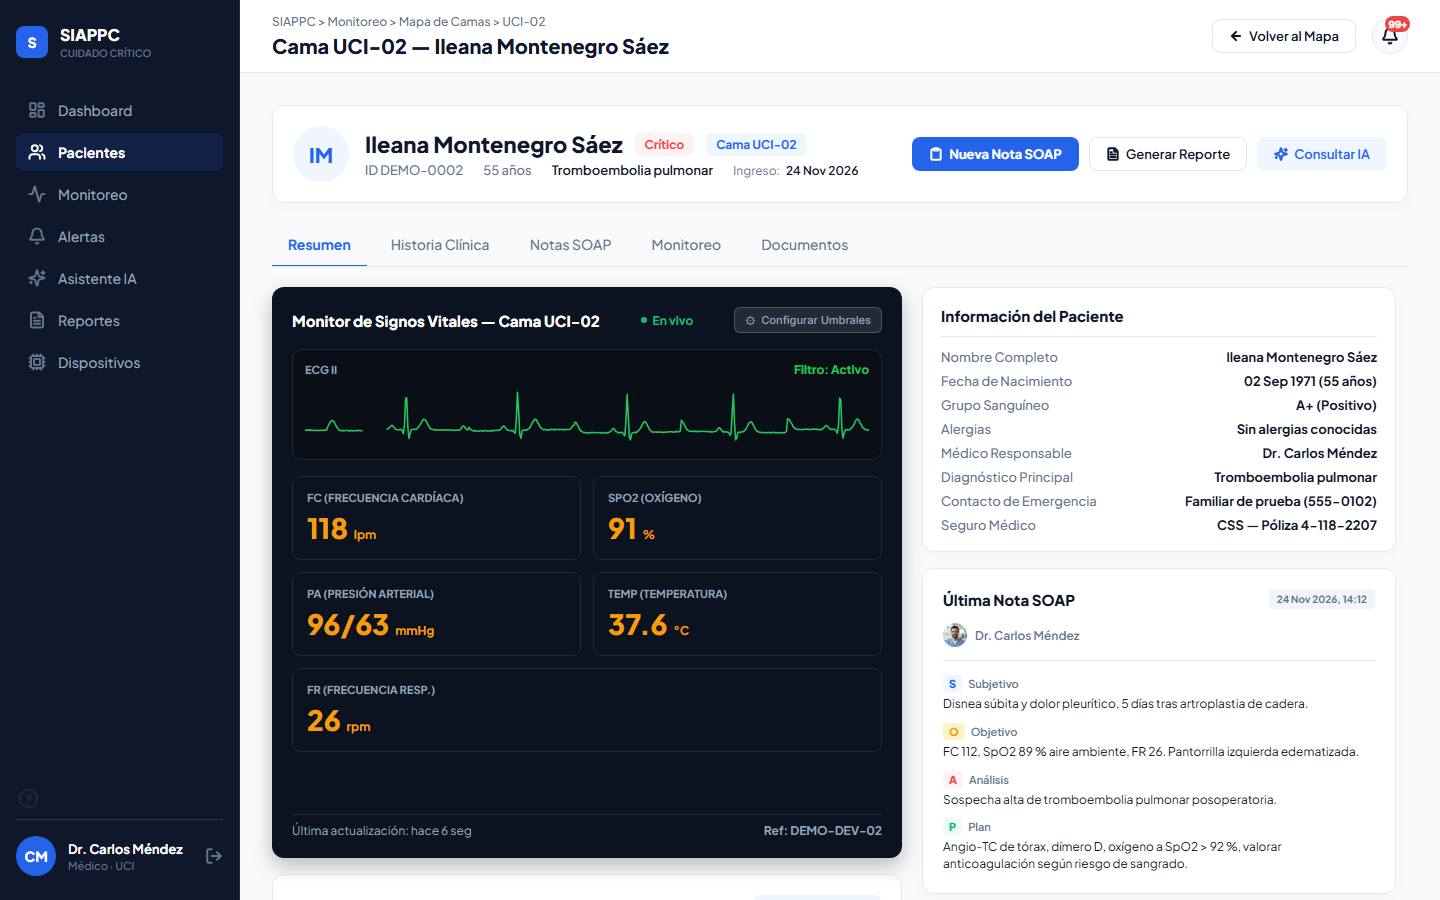 S
SIAPPC
CUIDADO CRÍTICO
Dashboard
Pacientes
Monitoreo
Alertas
Asistente IA
Reportes
Dispositivos
?
CM
Dr. Carlos Méndez
Médico · UCI
SIAPPC > Monitoreo > Mapa de Camas > UCI-02
Cama UCI-02 — Ileana Montenegro Sáez
Volver al Mapa
99+
IM
Ileana Montenegro Sáez
Crítico
Cama UCI-02
ID DEMO-0002 55 años Tromboembolia pulmonar Ingreso: 24 Nov 2026
Nueva Nota SOAP
Generar Reporte
Consultar IA
Resumen
Historia Clínica
Notas SOAP
Monitoreo
Documentos
Monitor de Signos Vitales — Cama UCI-02
En vivo
Configurar Umbrales
ECG II
Filtro: Activo
FC (FRECUENCIA CARDÍACA)
118 lpm
SPO2 (OXÍGENO)
91 %
PA (PRESIÓN ARTERIAL)
96/63 mmHg
TEMP (TEMPERATURA)
37.6 °C
FR (FRECUENCIA RESP.)
26 rpm
Última actualización: hace 6 seg
Ref: DEMO-DEV-02
Información del Paciente
Nombre Completo Ileana Montenegro Sáez
Fecha de Nacimiento 02 Sep 1971 (55 años)
Grupo Sanguíneo A+ (Positivo)
Alergias Sin alergias conocidas
Médico Responsable Dr. Carlos Méndez
Diagnóstico Principal Tromboembolia pulmonar
Contacto de Emergencia Familiar de prueba (555-0102)
Seguro Médico CSS — Póliza 4-118-2207
Última Nota SOAP
24 Nov 2026, 14:12
Dr. Carlos Méndez
S Subjetivo
Disnea súbita y dolor pleurítico, 5 días tras artroplastia de cadera.
O Objetivo
FC 112, SpO2 89 % aire ambiente, FR 26. Pantorrilla izquierda edematizada.
A Análisis
Sospecha alta de tromboembolia pulmonar posoperatoria.
P Plan
Angio-TC de tórax, dímero D, oxígeno a SpO2 > 92 %, valorar
anticoagulación según riesgo de sangrado.